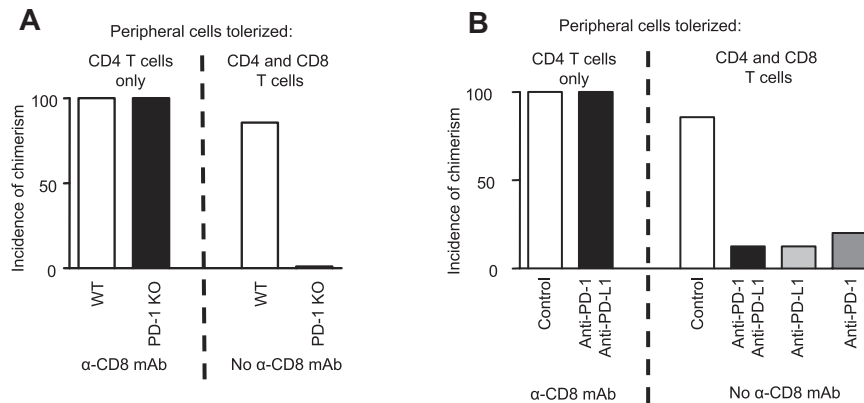 A
Peripheral cells tolerized:
CD4 T cells
only
CD4 and CD8
T cells
Incidence of chimerism
100
50
0
WT
PD-1 KO
WT
PD-1 KO
α-CD8 mAb
No α-CD8 mAb
B
Peripheral cells tolerized:
CD4 T cells
only
CD4 and CD8
T cells
Incidence of chimerism
100
50
0
Control
Anti-PD-1
Anti-PD-L1
Control
Anti-PD-1
Anti-PD-L1
Anti-PD-L1
Anti-PD-1
α-CD8 mAb
No α-CD8 mAb